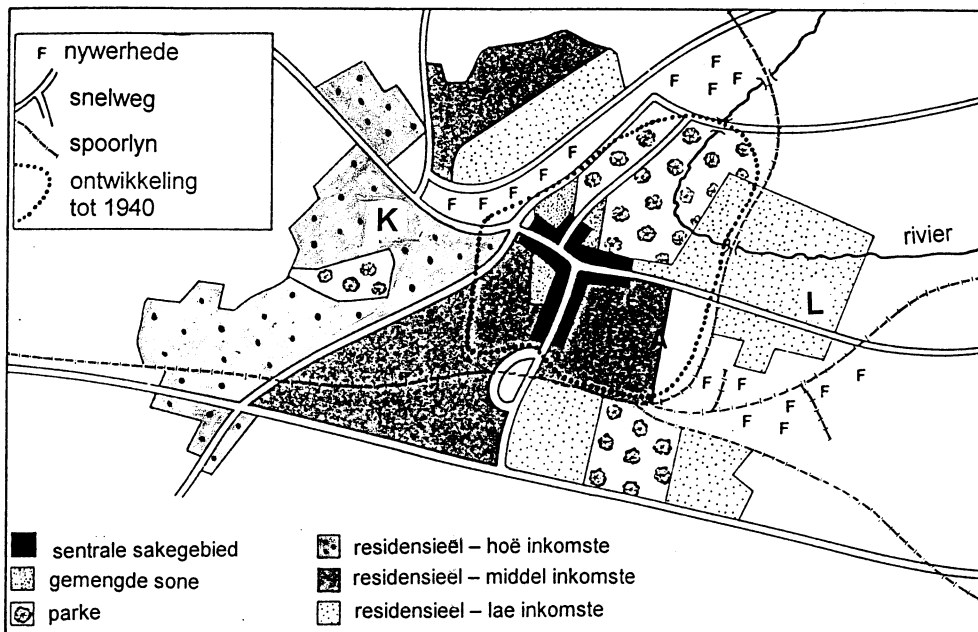 F nywerhede
snelweg
spoorlyn
ontwikkeling
tot 1940
F
F
F
F
F
F
F
F
F
F
K
rivier
L
F
F
F
F
F
F
F
sentrale sakegebied
gemengde sone
parke
residensieël – hoë inkomste
residensieël – middel inkomste
residensieel – lae inkomste